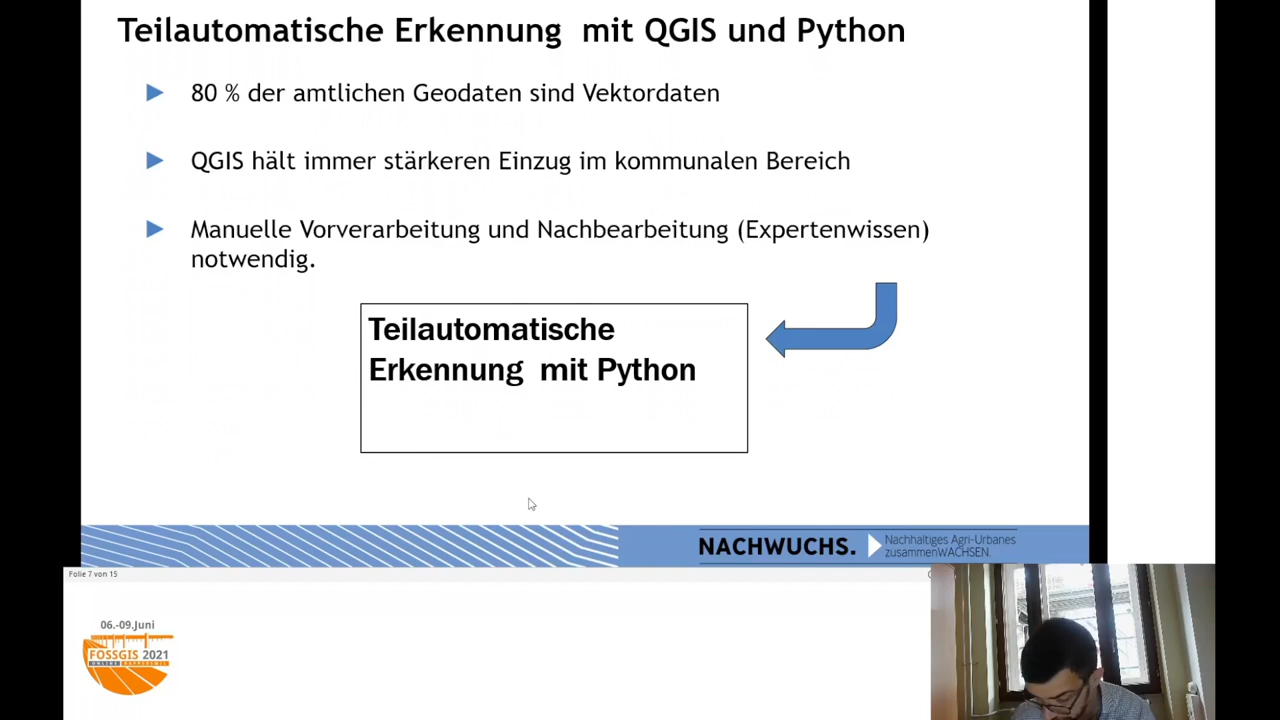 Teilautomatische Erkennung  mit QGIS und Python
80 % der amtlichen Geodaten sind Vektordaten
QGIS hält immer stärkeren Einzug im kommunalen Bereich
Manuelle Vorverarbeitung und Nachbearbeitung (Expertenwissen)
notwendig.
Teilautomatische
Erkennung  mit Python
NACHWUCHS.
Nachhaltiges Agri-Urbanes
zusammenWACHSEN.
Folie 7 von 15
06.-09.Juni
FOSSGIS 2021